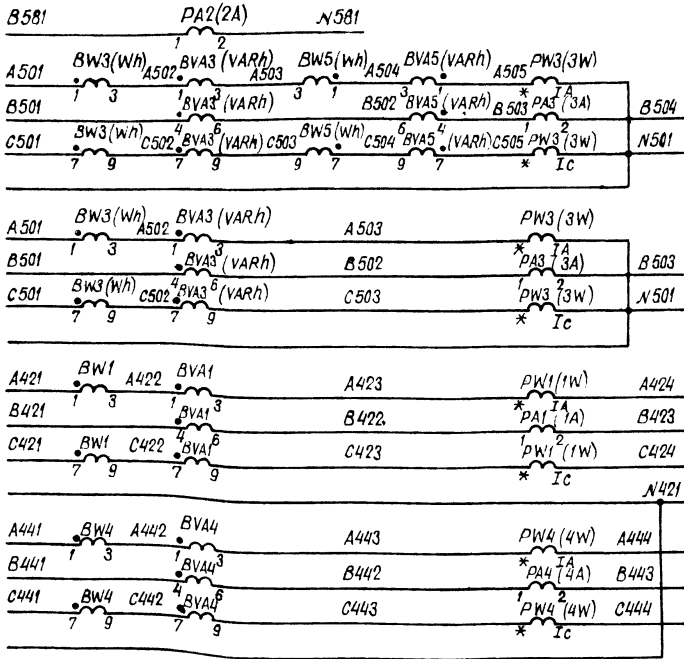 B581 PA2(2A) N581
1 2
BW3(Wh) A502 BVA3(VARh) A503 BW5(Wh) A504 BVA5(VARh) A505 PW3(3W)
A501
1 3 1 3 3 1 3 1 * IA
B501 BVA3(VARh) B502 BVA5(VARh) B503 PA3(3A) B504
4 6 6 4 1 2
C501 BW3(Wh) C502 BVA3(VARh) C503 BW5(Wh) C504 BVA5(VARh) C505 PW3(3W) N501
7 9 7 9 9 7 9 7 * Ic
A501 BW3(Wh) A502 BVA3(VARh) A503 PW3(3W)
1 3 1 3 * IA
B501 BVA3(VARh) B502 PA3(3A) B503
4 6 1 2
C501 BW3(Wh) C502 BVA3(VARh) C503 PW3(3W) N501
7 9 7 9 * Ic
A421 BW1 A422 BVA1 A423 PW1(1W) A424
1 3 1 3 * IA
B421 BVA1 B422 PA1(1A) B423
4 6 1 2
C421 BW1 C422 BVA1 C423 PW1(1W) C424
7 9 7 9 * Ic
N421
A441 BW4 A442 BVA4 A443 PW4(4W) A444
1 3 1 3 * IA
B441 BVA4 B442 PA4(4A) B443
4 6 1 2
C441 BW4 C442 BVA4 C443 PW4(4W) C444
7 9 7 9 * Ic